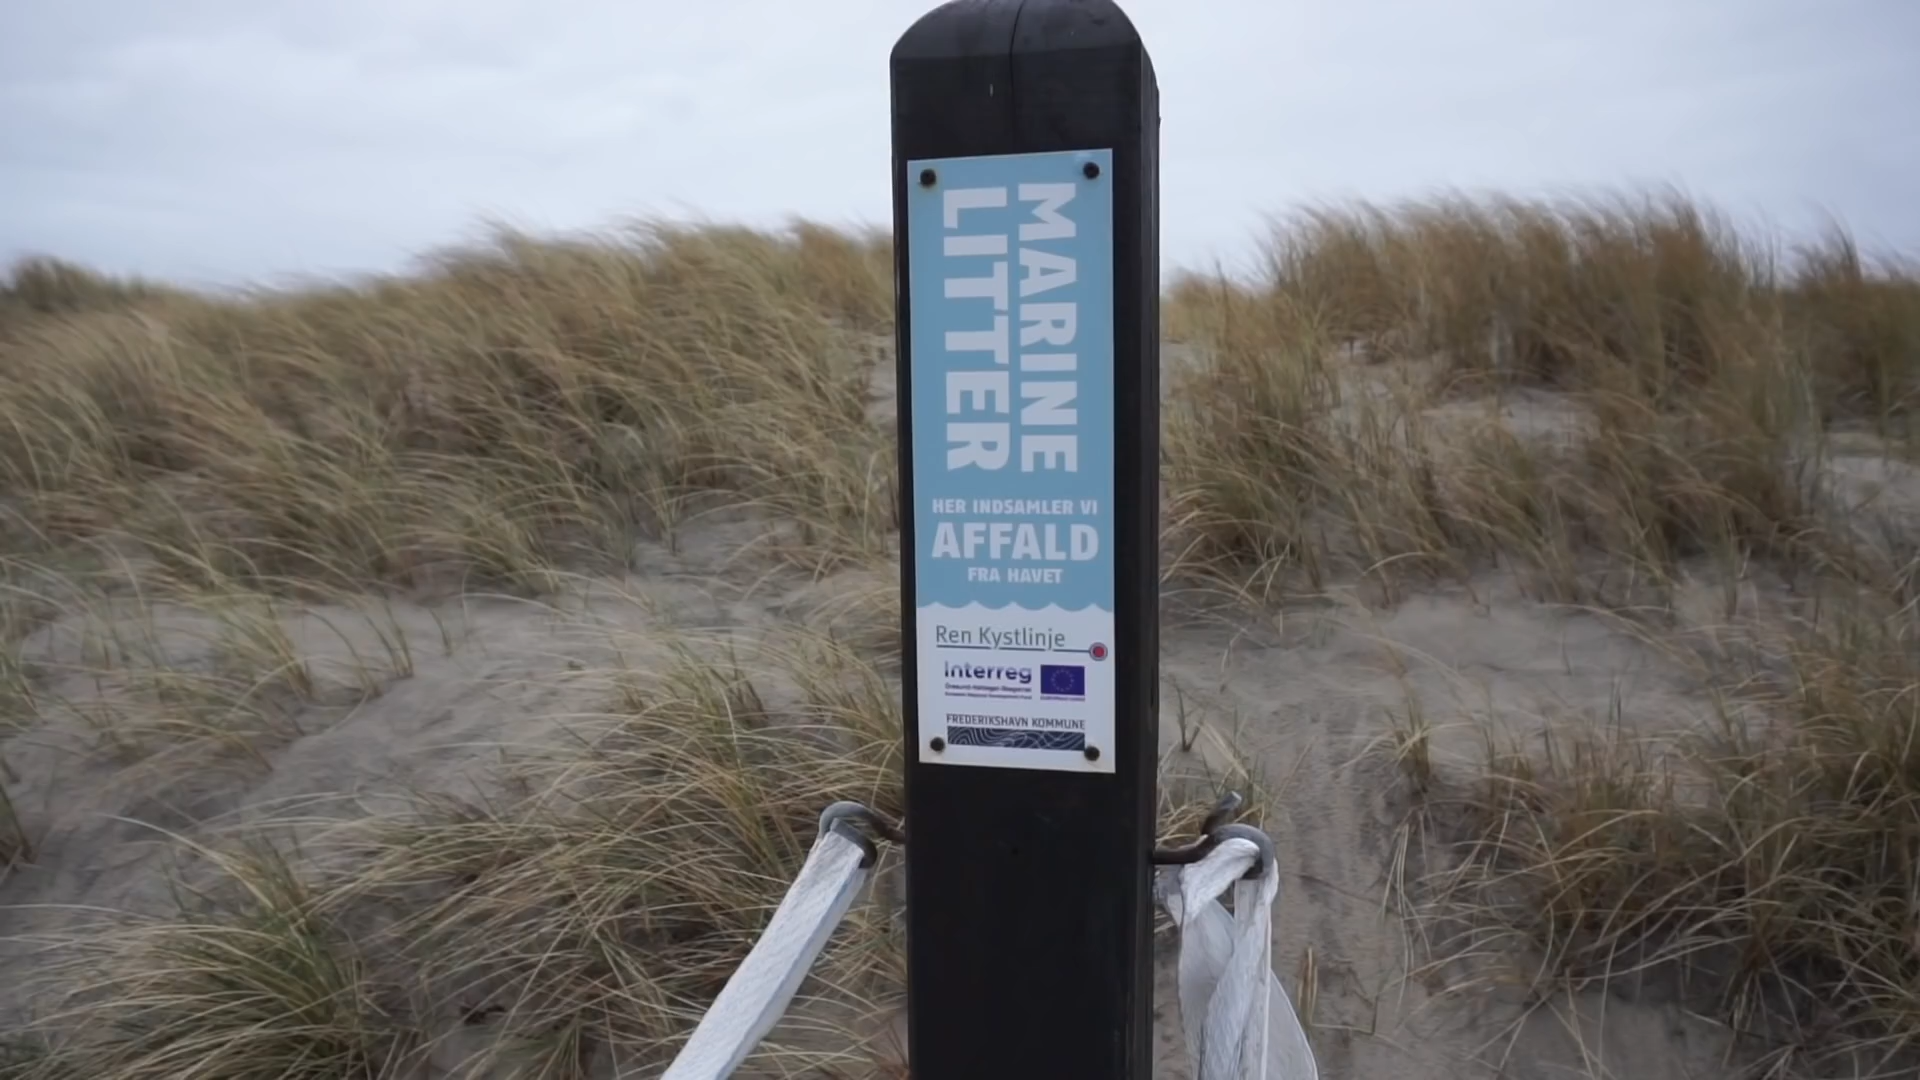 MARINE
LITTER
HER INDSAMLER VI
AFFALD
FRA HAVET
Ren Kystlinje
Interreg
FREDERIKSHAVN KOMMUNE